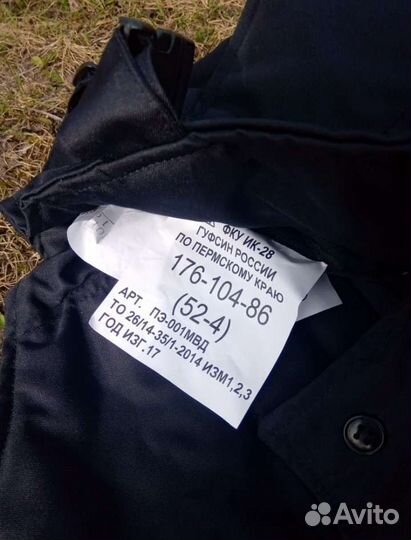 ФКУ ИК-28
ГУФСИН РОССИИ
ПО ПЕРМСКОМУ КРАЮ
176-104-86
(52-4)
АРТ. ПЭ-001МВД
ТО 26/14-35/1-2014 ИЗМ1,2,3
ГОД ИЗГ.17
Avito